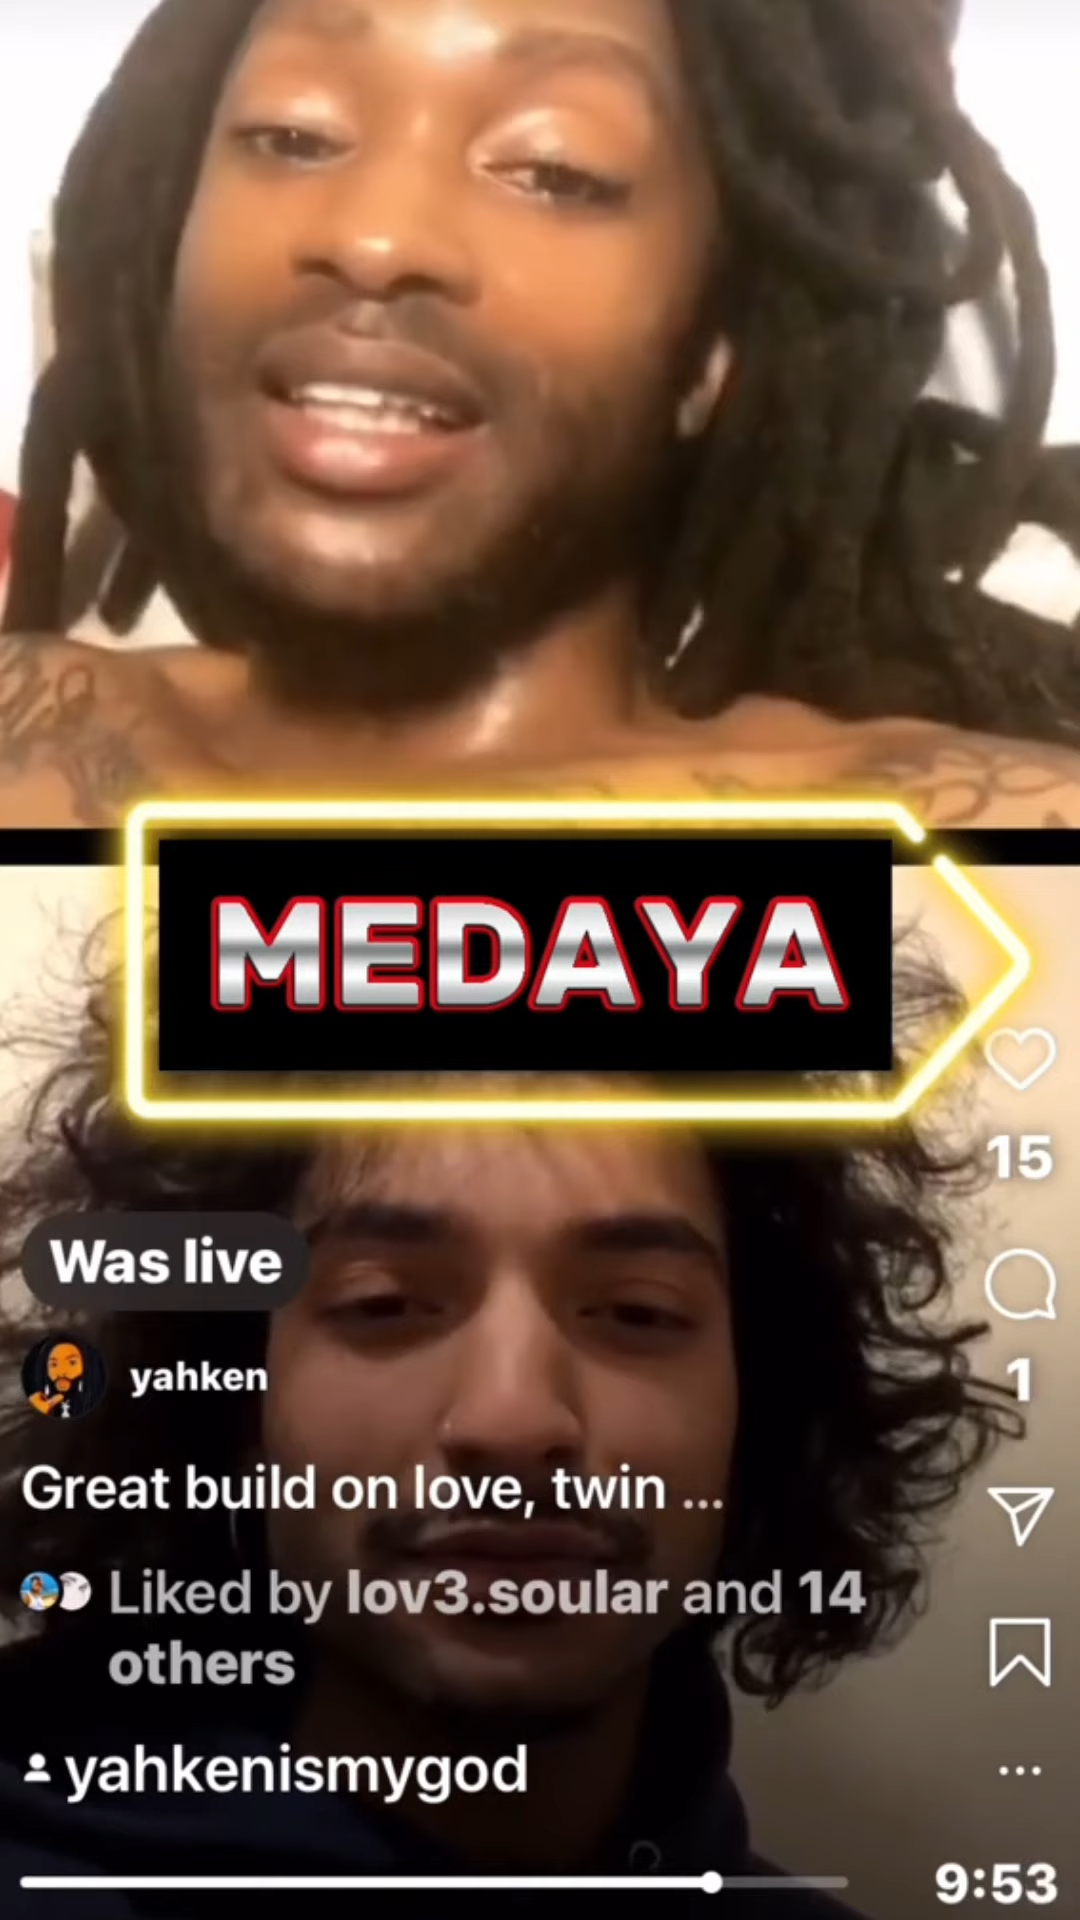 MEDAYA
15
Was live
yahken
1
Great build on love, twin ...
Liked by lov3.soular and 14
others
yahkenismygod
9:53